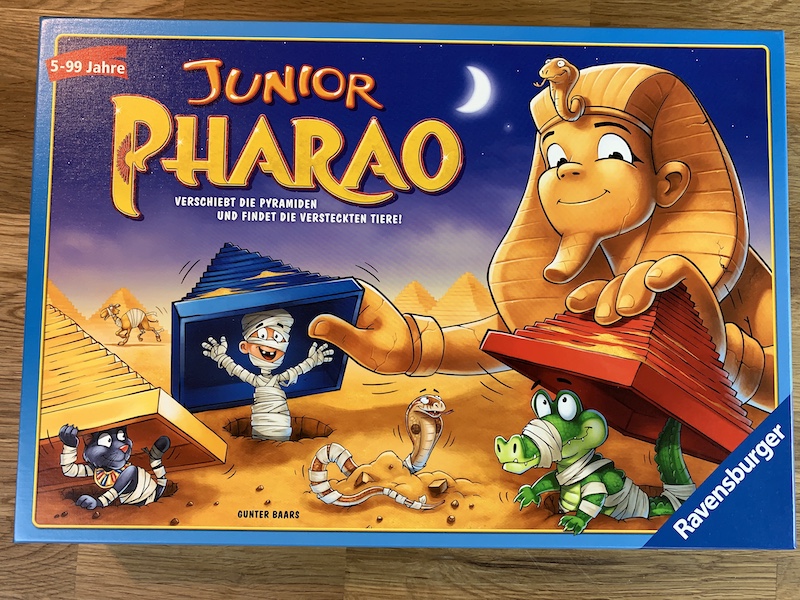 5-99 Jahre
JUNIOR
PHARAO
VERSCHIEBT DIE PYRAMIDEN
UND FINDET DIE VERSTECKTEN TIERE!
GUNTER BAARS
Ravensburger